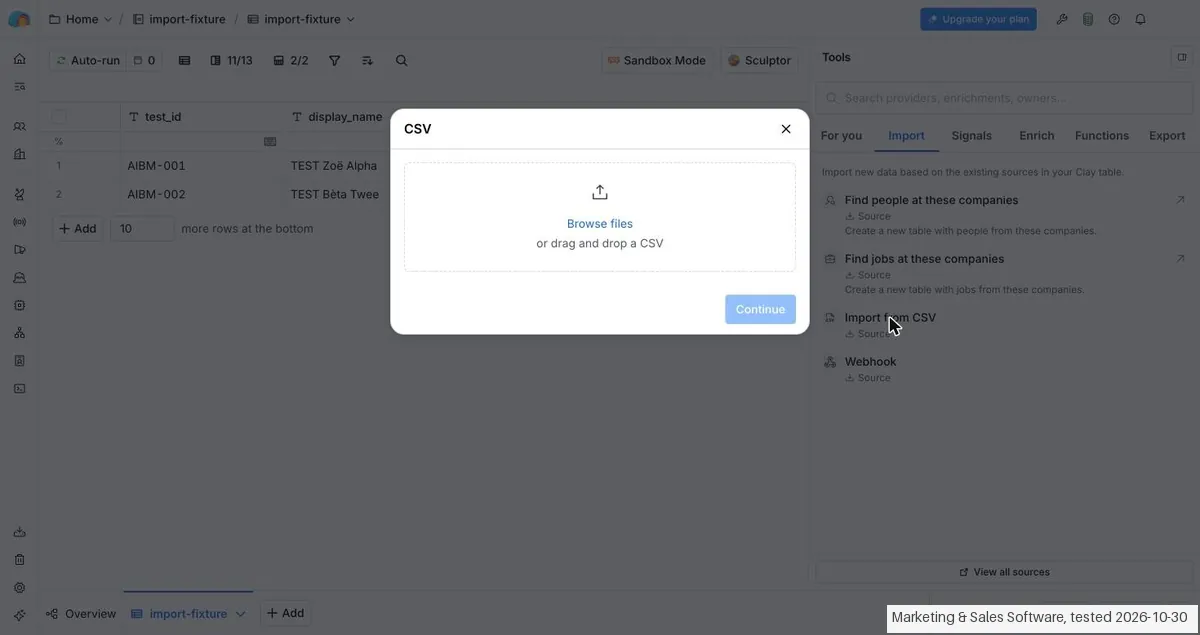 Home / import-fixture / import-fixture
Upgrade your plan
Auto-run 0 11/13 2/2 Sandbox Mode Sculptor
Tools
Search providers, enrichments, owners...
For you Import Signals Enrich Functions Export
Import new data based on the existing sources in your Clay table.
Find people at these companies
Source
Create a new table with people from these companies.
Find jobs at these companies
Source
Create a new table with jobs from these companies.
Import from CSV
Source
Webhook
Source
View all sources
test_id display_name
%
1 AIBM-001 TEST Zoë Alpha
2 AIBM-002 TEST Bèta Twee
+ Add 10 more rows at the bottom
CSV
Browse files
or drag and drop a CSV
Continue
Overview import-fixture + Add
Marketing & Sales Software, tested 2026-10-30